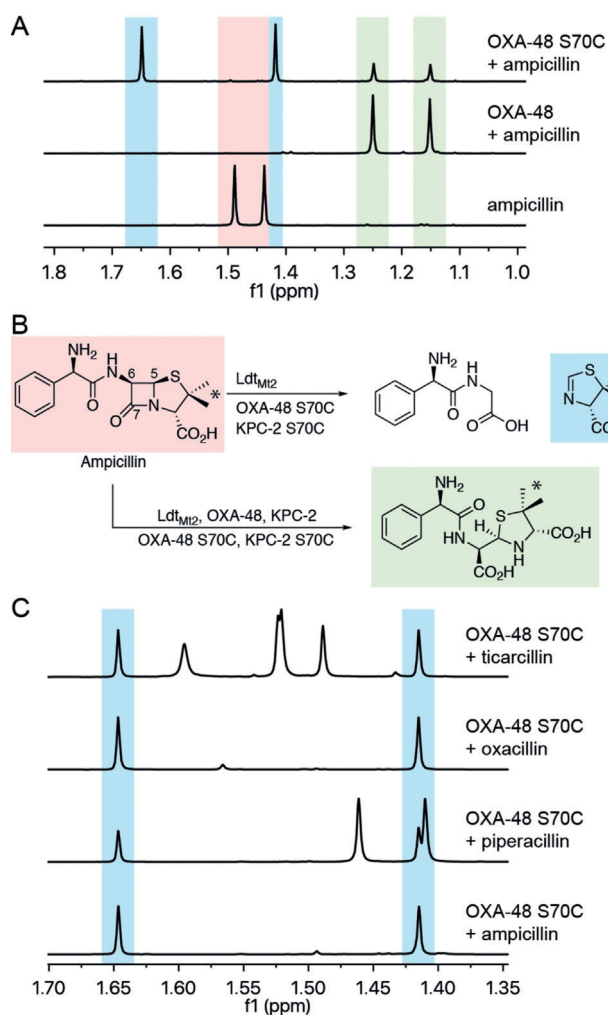 A
OXA-48 S70C
+ ampicillin
OXA-48
+ ampicillin
ampicillin
1.8 1.7 1.6 1.5 1.4 1.3 1.2 1.1 1.0
f1 (ppm)
B
NH2
H
N
O
6
5
H
S
*
7
O
N
CO2H
Ampicillin
LdtMt2
OXA-48 S70C
KPC-2 S70C
NH2
H
N
O
O
OH
S
N
CO
LdtMt2, OXA-48, KPC-2
OXA-48 S70C, KPC-2 S70C
NH2
O
HN
H
S
*
CO2H
N
H
CO2H
C
OXA-48 S70C
+ ticarcillin
OXA-48 S70C
+ oxacillin
OXA-48 S70C
+ piperacillin
OXA-48 S70C
+ ampicillin
1.70 1.65 1.60 1.55 1.50 1.45 1.40 1.35
f1 (ppm)